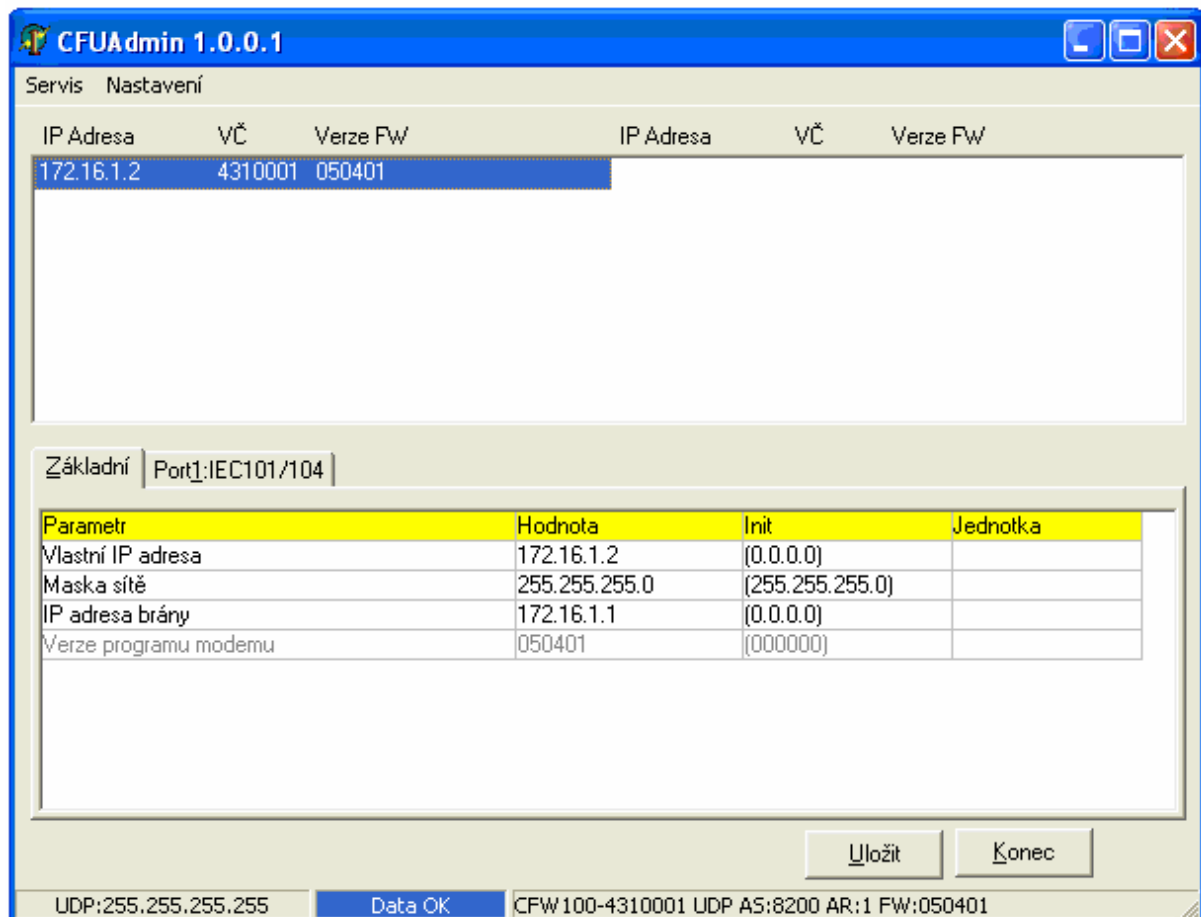 CFUAdmin 1.0.0.1
Servis Nastavení
IP Adresa VČ Verze FW IP Adresa VČ Verze FW
172.16.1.2 4310001 050401
Základní Port1:IEC101/104
Parametr Hodnota Init Jednotka
Vlastní IP adresa 172.16.1.2 (0.0.0.0)
Maska sítě 255.255.255.0 (255.255.255.0)
IP adresa brány 172.16.1.1 (0.0.0.0)
Verze programu modemu 050401 (000000)
Uložit Konec
UDP:255.255.255.255 Data OK CFW100-4310001 UDP AS:8200 AR:1 FW:050401